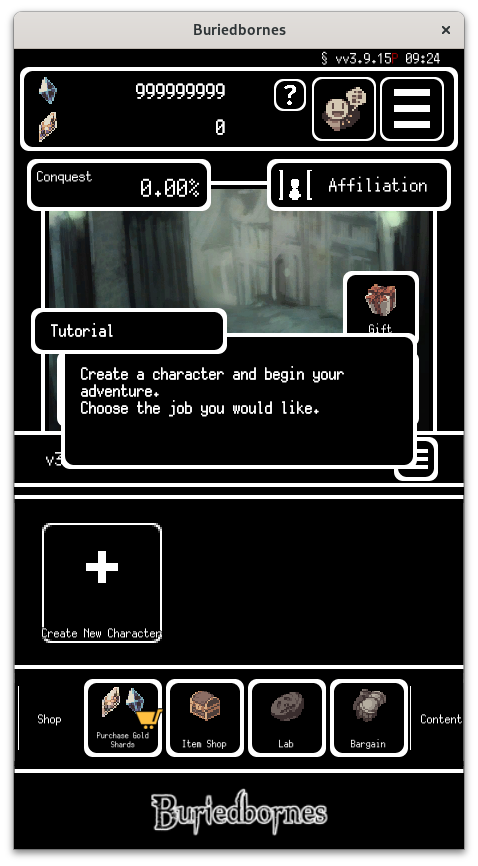 Buriedbornes
§ vv3.9.15P 09:24
999999999
?
0
Conquest
0.00%
Affiliation
Gift
Tutorial
Create a character and begin your
adventure.
Choose the job you would like.
v3
Create New Character
Shop
Purchase Gold
Shards
Item Shop
Lab
Bargain
Content
Buriedbornes